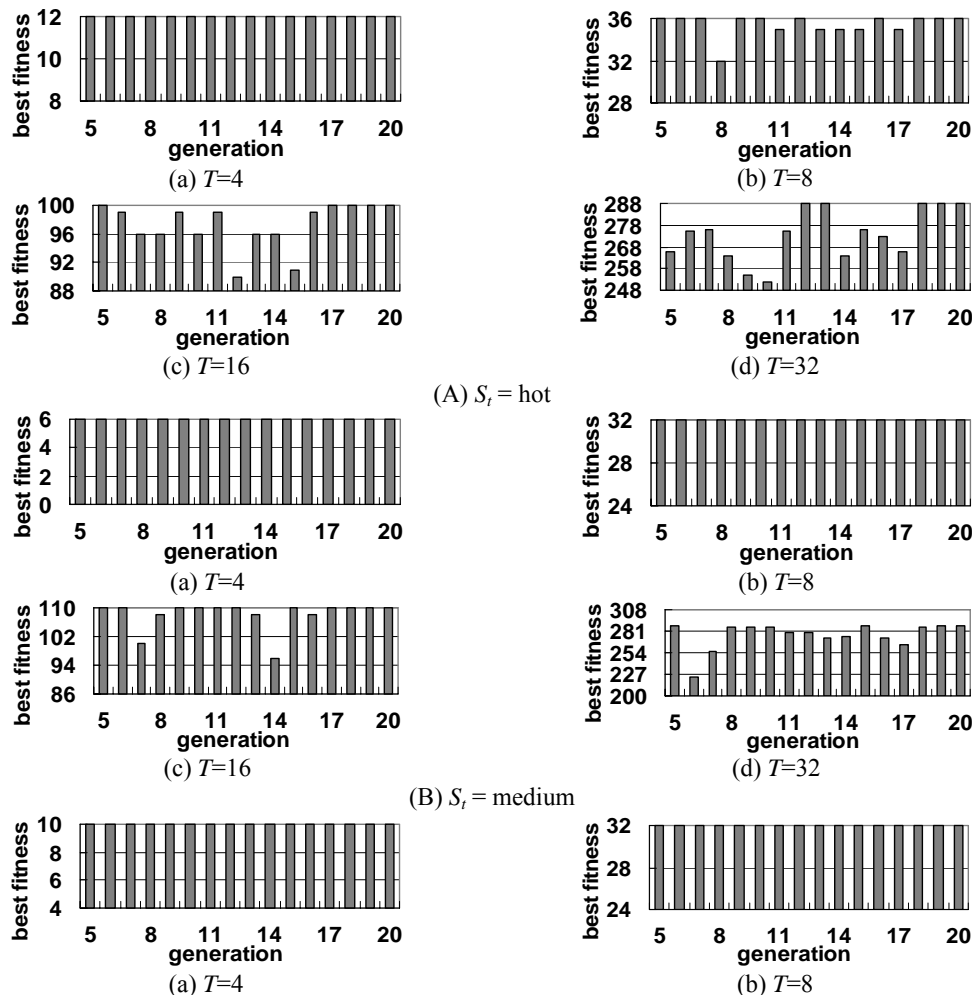 best fitness
12
10
8
5 8 11 14 17 20
generation
(a) T=4
best fitness
36
32
28
5 8 11 14 17 20
generation
(b) T=8
best fitness
100
96
92
88
5 8 11 14 17 20
generation
(c) T=16
best fitness
288
278
268
258
248
5 8 11 14 17 20
generation
(d) T=32
(A) St = hot
best fitness
6
4
2
0
5 8 11 14 17 20
generation
(a) T=4
best fitness
32
28
24
5 8 11 14 17 20
generation
(b) T=8
best fitness
110
102
94
86
5 8 11 14 17 20
generation
(c) T=16
best fitness
308
281
254
227
200
5 8 11 14 17 20
generation
(d) T=32
(B) St = medium
best fitness
10
8
6
4
5 8 11 14 17 20
generation
(a) T=4
best fitness
32
28
24
5 8 11 14 17 20
generation
(b) T=8